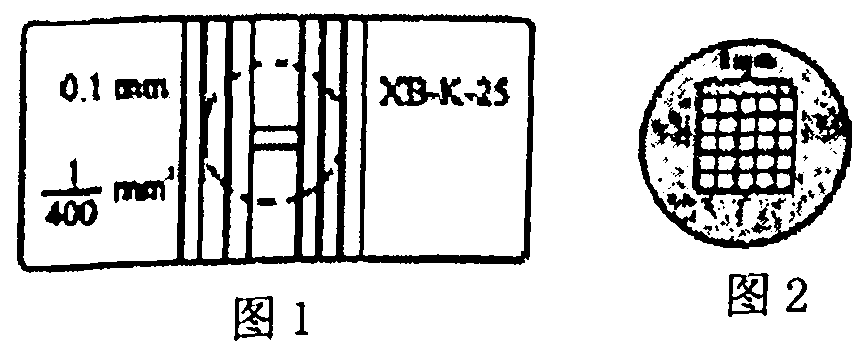 0.1 mm
XB-K-25
1/400 mm²
1mm
图 1
图 2